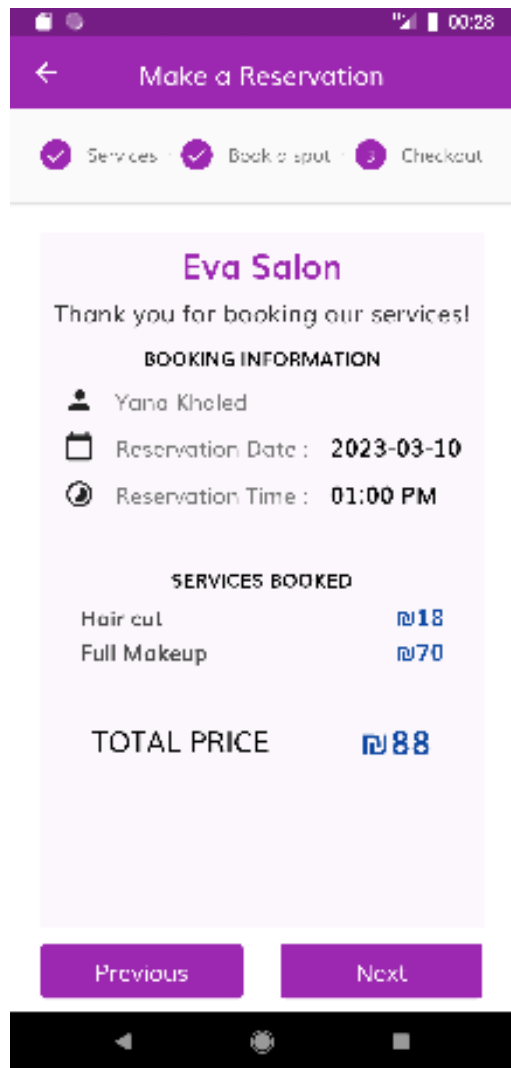 00:28
Make a Reservation
Services Book a spot 3 Checkout
Eva Salon
Thank you for booking our services!
BOOKING INFORMATION
Yana Khaled
Reservation Date : 2023-03-10
Reservation Time : 01:00 PM
SERVICES BOOKED
Hair cut ₪18
Full Makeup ₪70
TOTAL PRICE ₪88
Previous Next